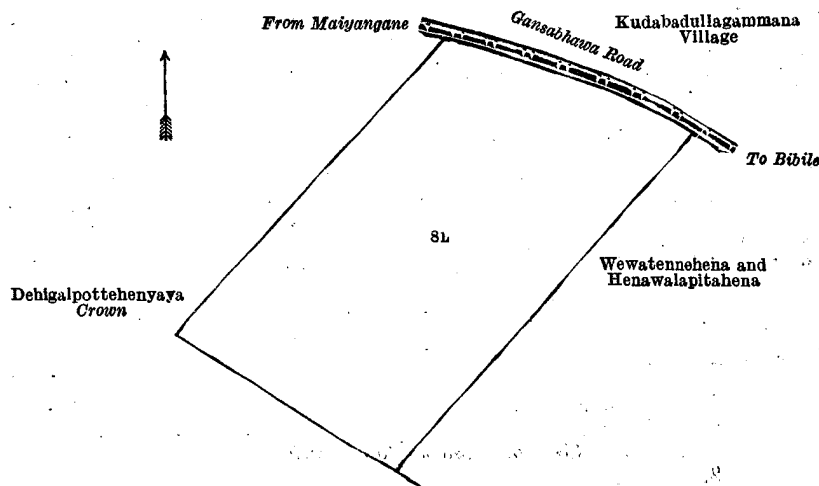 From Maiyangane
Gansabhawa Road
Kudabadullagammana
Village
To Bibile
8L
Wewatennehena and
Henawalapitahena
Dehigalpottehenyaya
Crown